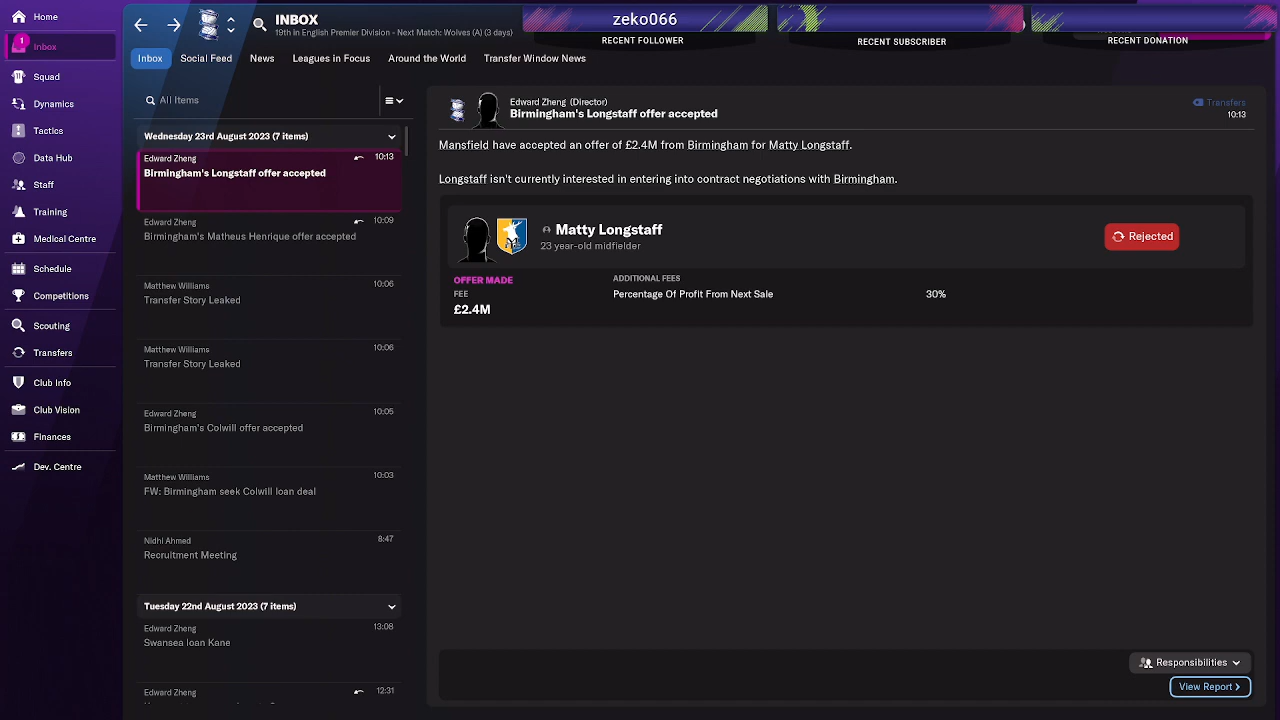 Home
1
Inbox
Squad
Dynamics
Tactics
Data Hub
Staff
Training
Medical Centre
Schedule
Competitions
Scouting
Transfers
Club Info
Club Vision
Finances
Dev. Centre
INBOX
19th in English Premier Division - Next Match: Wolves (A) (3 days)
zeko066
RECENT FOLLOWER
RECENT SUBSCRIBER
RECENT DONATION
Inbox
Social Feed
News
Leagues in Focus
Around the World
Transfer Window News
All Items
Wednesday 23rd August 2023 (7 items)
Edward Zheng 10:13
Birmingham's Longstaff offer accepted
Edward Zheng 10:09
Birmingham's Matheus Henrique offer accepted
Matthew Williams 10:06
Transfer Story Leaked
Matthew Williams 10:06
Transfer Story Leaked
Edward Zheng 10:05
Birmingham's Colwill offer accepted
Matthew Williams 10:03
FW: Birmingham seek Colwill loan deal
Nidhi Ahmed 8:47
Recruitment Meeting
Tuesday 22nd August 2023 (7 items)
Edward Zheng 13:08
Swansea loan Kane
Edward Zheng 12:31
Edward Zheng (Director)
Birmingham's Longstaff offer accepted
Transfers
10:13
Mansfield have accepted an offer of £2.4M from Birmingham for Matty Longstaff.
Longstaff isn't currently interested in entering into contract negotiations with Birmingham.
Matty Longstaff
23 year-old midfielder
Rejected
OFFER MADE
FEE
£2.4M
ADDITIONAL FEES
Percentage Of Profit From Next Sale 30%
Responsibilities
View Report